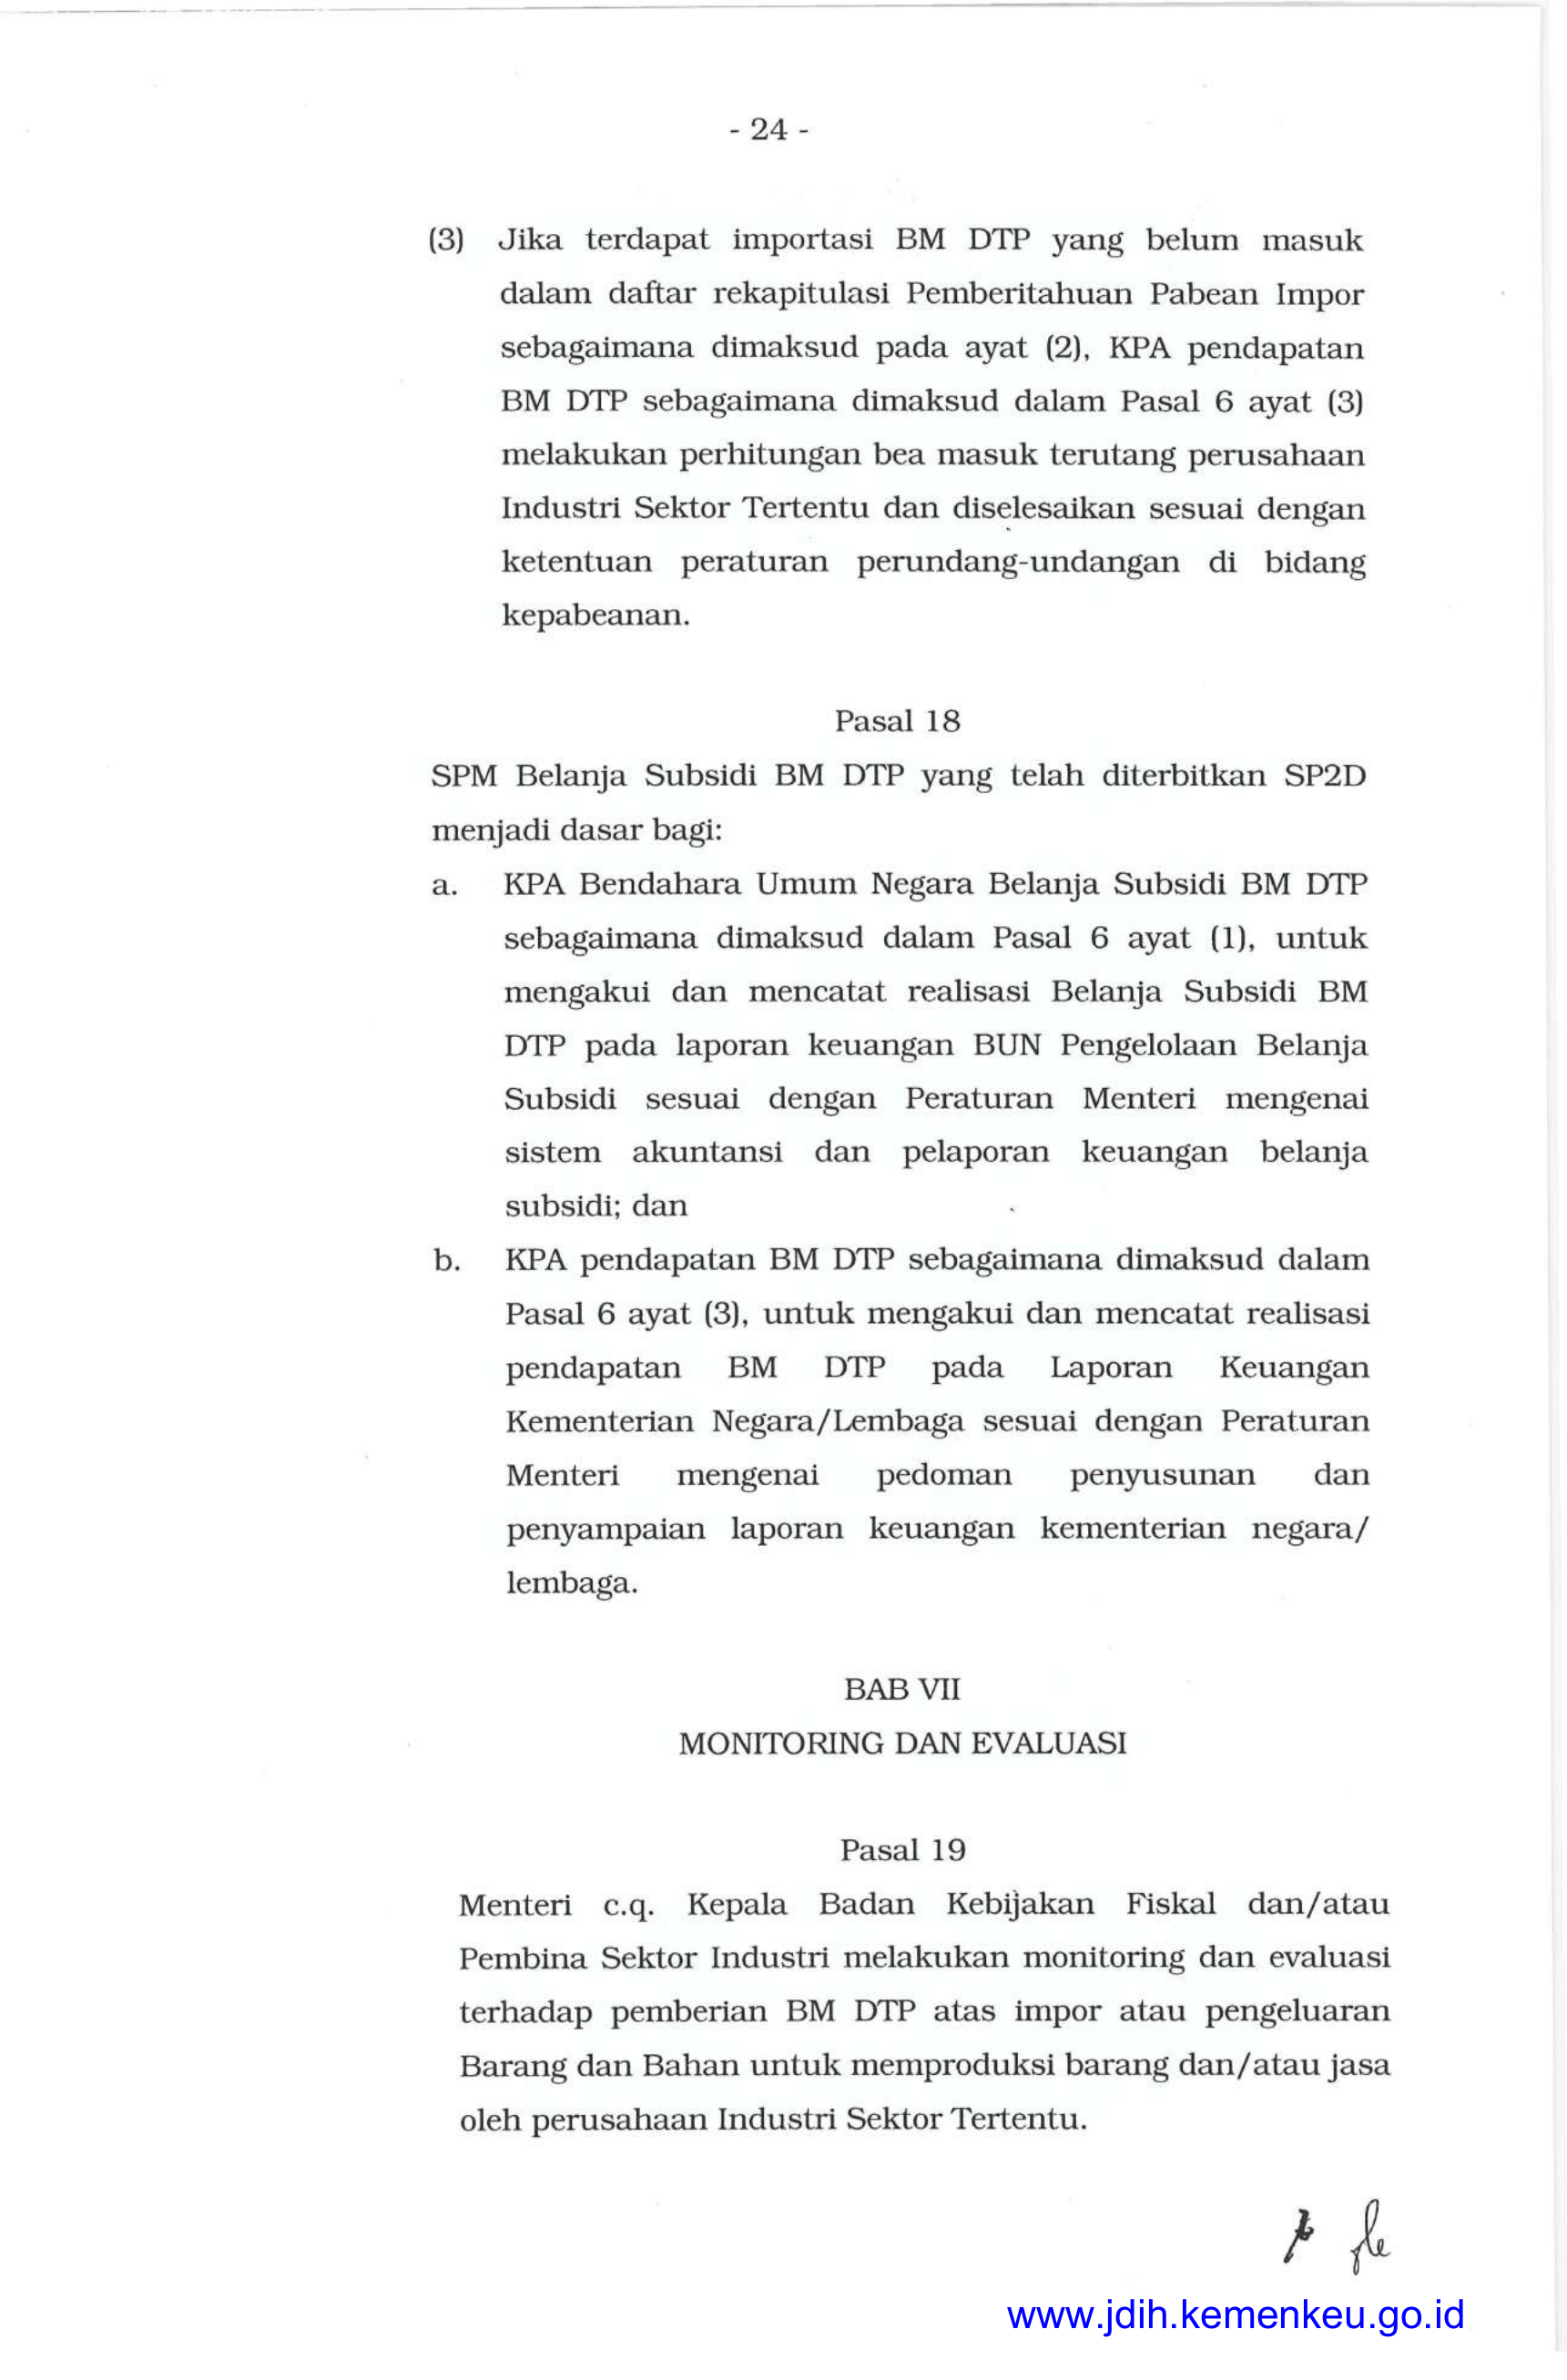 - 24 -
(3) Jika terdapat importasi BM DTP yang belum masuk
dalam daftar rekapitulasi Pemberitahuan Pabean Impor
sebagaimana dimaksud pada ayat (2), KPA pendapatan
BM DTP sebagaimana dimaksud dalam Pasal 6 ayat (3)
melakukan perhitungan bea masuk terutang perusahaan
Industri Sektor Tertentu dan diselesaikan sesuai dengan
ketentuan peraturan perundang-undangan di bidang
kepabeanan.
Pasal 18
SPM Belanja Subsidi BM DTP yang telah diterbitkan SP2D
menjadi dasar bagi:
a. KPA Bendahara Umum Negara Belanja Subsidi BM DTP
sebagaimana dimaksud dalam Pasal 6 ayat (1), untuk
mengakui dan mencatat realisasi Belanja Subsidi BM
DTP pada laporan keuangan BUN Pengelolaan Belanja
Subsidi sesuai dengan Peraturan Menteri mengenai
sistem akuntansi dan pelaporan keuangan belanja
subsidi; dan
b. KPA pendapatan BM DTP sebagaimana dimaksud dalam
Pasal 6 ayat (3), untuk mengakui dan mencatat realisasi
pendapatan BM DTP pada Laporan Keuangan
Kementerian Negara/Lembaga sesuai dengan Peraturan
Menteri mengenai pedoman penyusunan dan
penyampaian laporan keuangan kementerian negara/
lembaga.
BAB VII
MONITORING DAN EVALUASI
Pasal 19
Menteri c.q. Kepala Badan Kebijakan Fiskal dan/atau
Pembina Sektor Industri melakukan monitoring dan evaluasi
terhadap pemberian BM DTP atas impor atau pengeluaran
Barang dan Bahan untuk memproduksi barang dan/atau jasa
oleh perusahaan Industri Sektor Tertentu.
www.jdih.kemenkeu.go.id